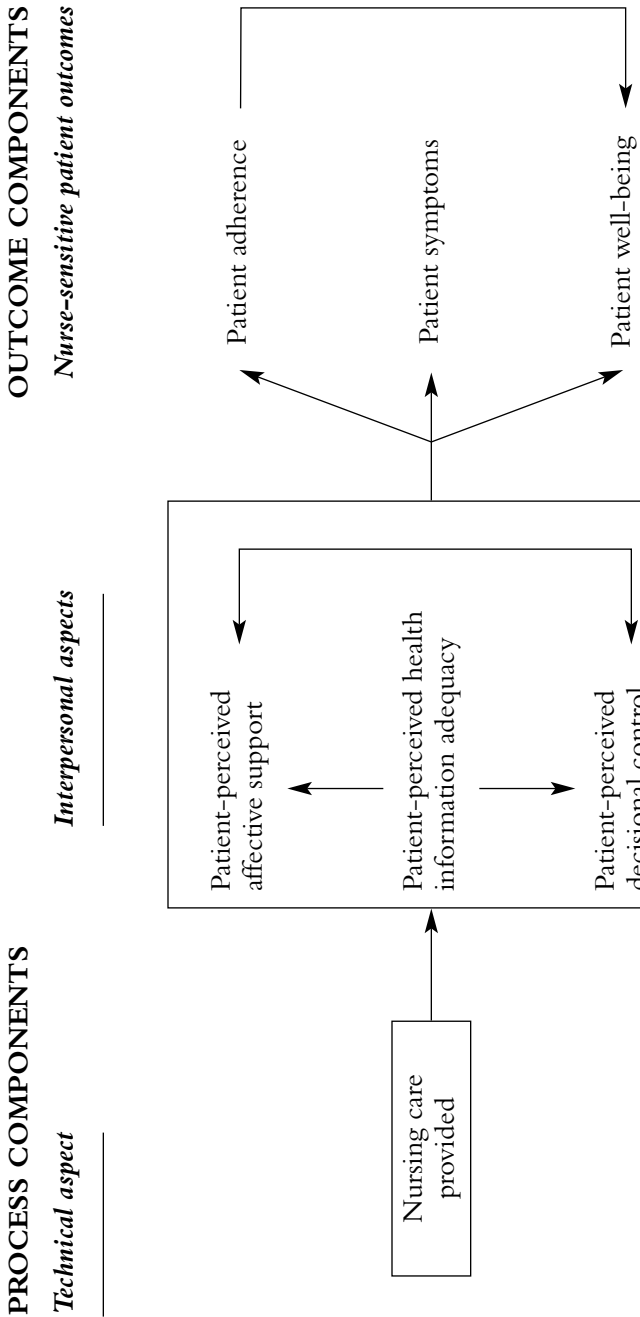 PROCESS COMPONENTS
Technical aspect
Interpersonal aspects
OUTCOME COMPONENTS
Nurse-sensitive patient outcomes
Nursing care
provided
Patient-perceived
affective support
Patient-perceived health
information adequacy
Patient-perceived
decisional control
Patient adherence
Patient symptoms
Patient well-being